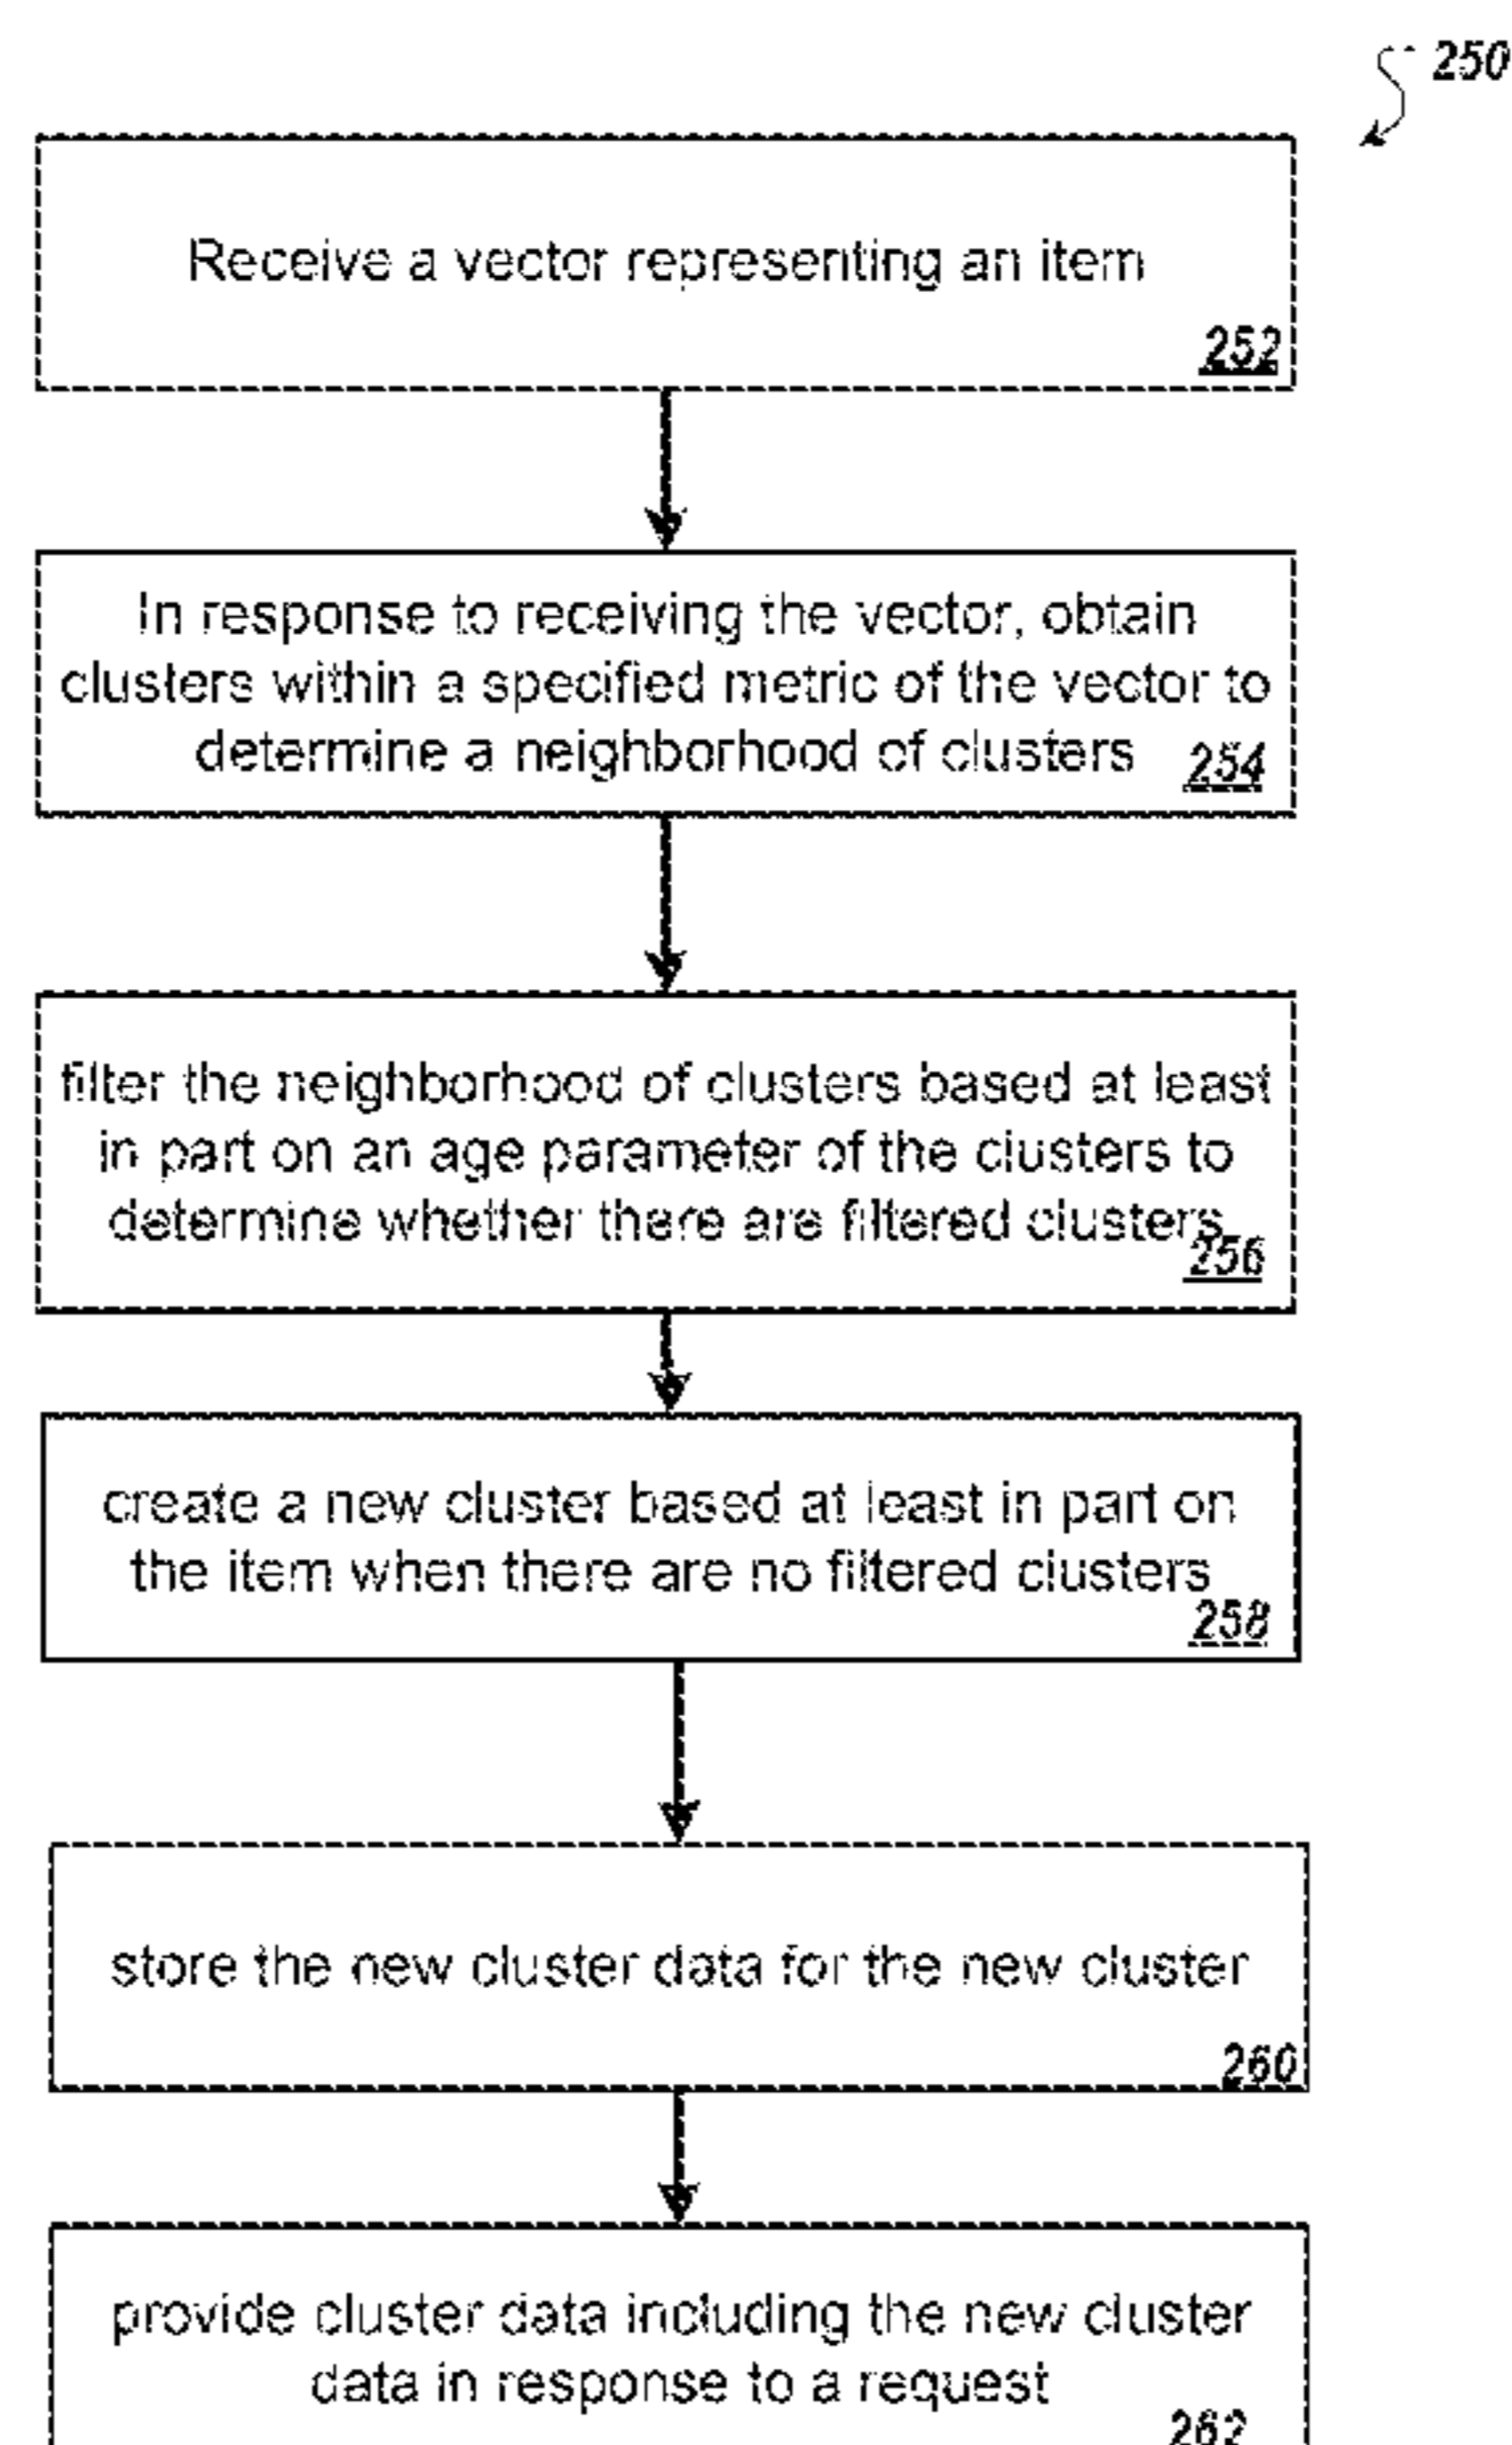 250
Receive a vector representing an item
252
In response to receiving the vector, obtain
clusters within a specified metric of the vector to
determine a neighborhood of clusters
254
filter the neighborhood of clusters based at least
in part on an age parameter of the clusters to
determine whether there are filtered clusters
256
create a new cluster based at least in part on
the item when there are no filtered clusters
258
store the new cluster data for the new cluster
260
provide cluster data including the new cluster
data in response to a request
262